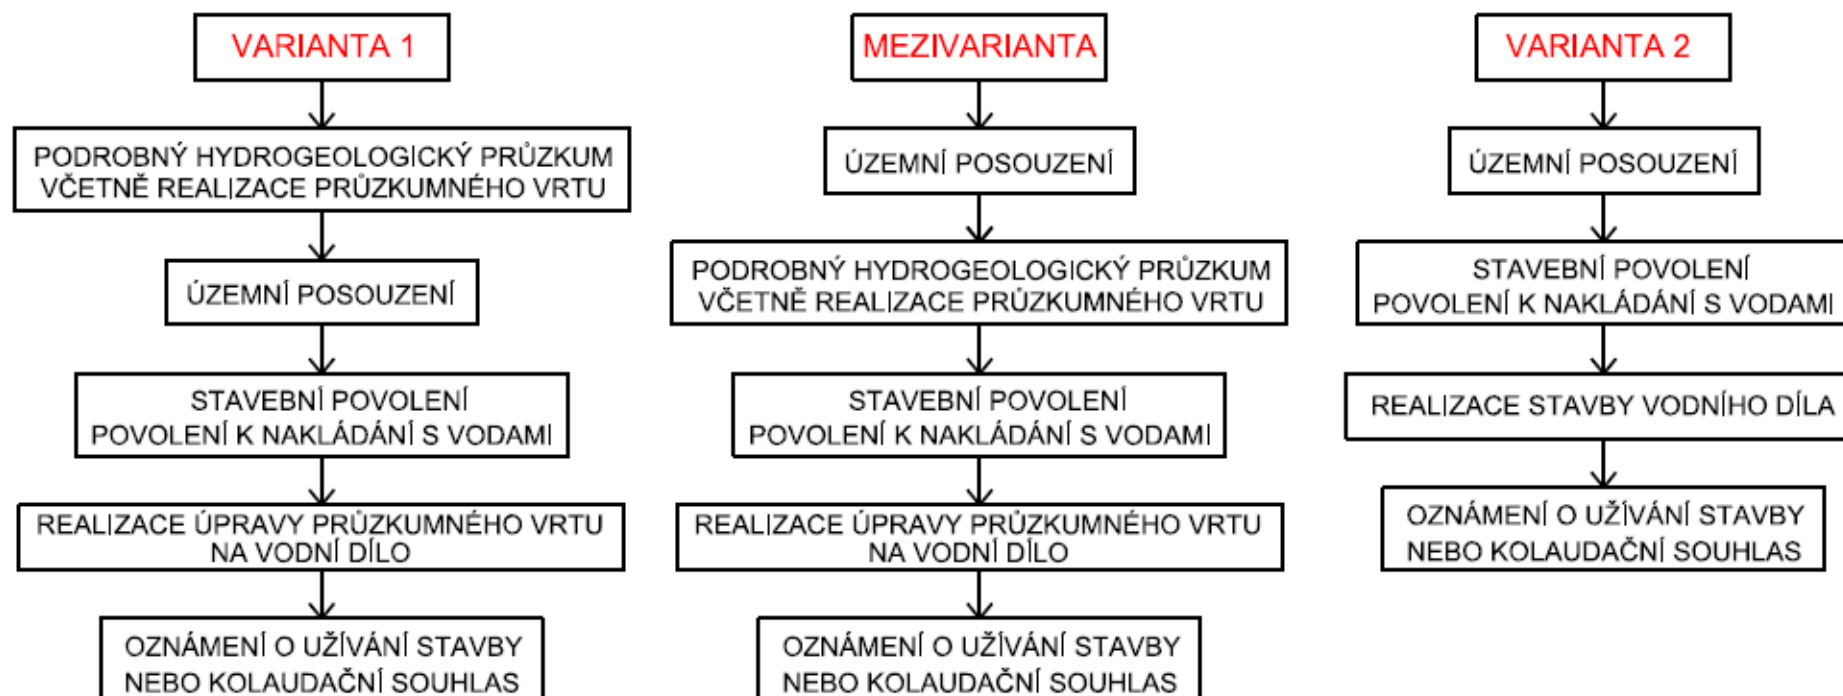 VARIANTA 1
PODROBNÝ HYDROGEOLOGICKÝ PRŮZKUM
VČETNĚ REALIZACE PRŮZKUMNÉHO VRTU
ÚZEMNÍ POSOUZENÍ
STAVEBNÍ POVOLENÍ
POVOLENÍ K NAKLÁDÁNÍ S VODAMI
REALIZACE ÚPRAVY PRŮZKUMNÉHO VRTU
NA VODNÍ DÍLO
OZNÁMENÍ O UŽÍVÁNÍ STAVBY
NEBO KOLAUDAČNÍ SOUHLAS
MEZIVARIANTA
ÚZEMNÍ POSOUZENÍ
PODROBNÝ HYDROGEOLOGICKÝ PRŮZKUM
VČETNĚ REALIZACE PRŮZKUMNÉHO VRTU
STAVEBNÍ POVOLENÍ
POVOLENÍ K NAKLÁDÁNÍ S VODAMI
REALIZACE ÚPRAVY PRŮZKUMNÉHO VRTU
NA VODNÍ DÍLO
OZNÁMENÍ O UŽÍVÁNÍ STAVBY
NEBO KOLAUDAČNÍ SOUHLAS
VARIANTA 2
ÚZEMNÍ POSOUZENÍ
STAVEBNÍ POVOLENÍ
POVOLENÍ K NAKLÁDÁNÍ S VODAMI
REALIZACE STAVBY VODNÍHO DÍLA
OZNÁMENÍ O UŽÍVÁNÍ STAVBY
NEBO KOLAUDAČNÍ SOUHLAS